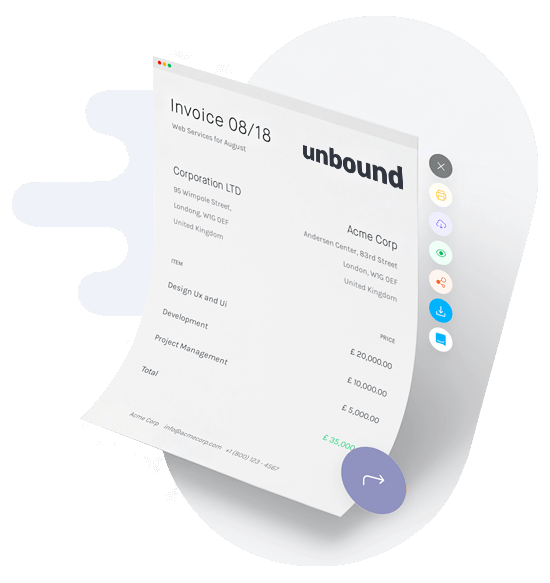 Invoice 08/18
Web Services for August
unbound
Corporation LTD
95 Wimpole Street,
Londong, W1G 0EF
United Kingdom
Acme Corp
Andersen Center, 83rd Street
London, W1G 0EF
United Kingdom
ITEM
PRICE
Design Ux and Ui
£ 20,000.00
Development
£ 10,000.00
Project Management
£ 5,000.00
Total
£ 35,000
Acme Corp info@acmecorp.com +1 (800) 123 - 4567